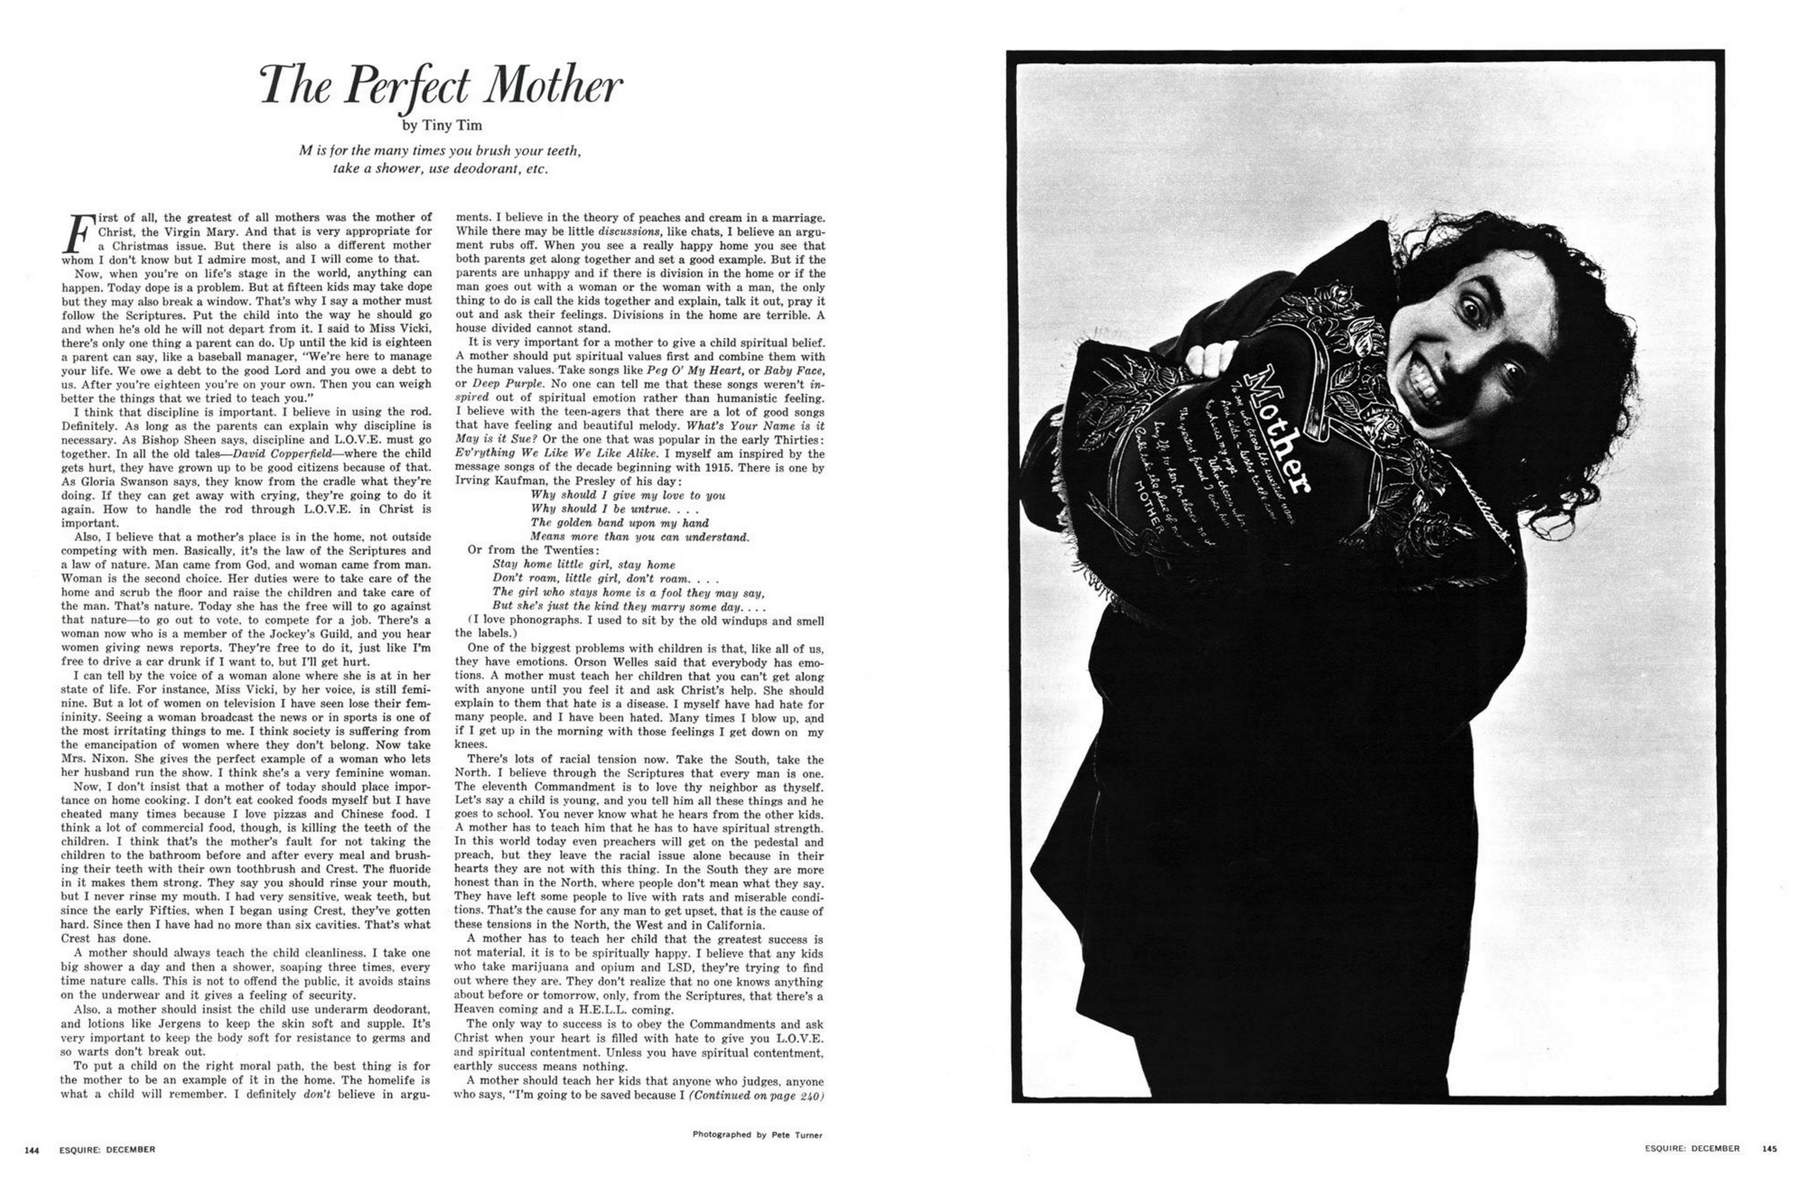 The Perfect Mother
by Tiny Tim
M is for the many times you brush your teeth,
take a shower, use deodorant, etc.
First of all, the greatest of all mothers was the mother of
Christ, the Virgin Mary. And that is very appropriate for
a Christmas issue. But there is also a different mother
whom I don't know but I admire most, and I will come to that.
Now, when you're on life's stage in the world, anything can
happen. Today dope is a problem. But at fifteen kids may take dope
but they may also break a window. That's why I say a mother must
follow the Scriptures. Put the child into the way he should go
and when he's old he will not depart from it. I said to Miss Vicki,
there's only one thing a parent can do. Up until the kid is eighteen
a parent can say, like a baseball manager, "We're here to manage
your life. We owe a debt to the good Lord and you owe a debt to
us. After you're eighteen you're on your own. Then you can weigh
better the things that we tried to teach you."
I think that discipline is important. I believe in using the rod.
Definitely. As long as the parents can explain why discipline is
necessary. As Bishop Sheen says, discipline and L.O.V.E. must go
together. In all the old tales—David Copperfield—where the child
gets hurt, they have grown up to be good citizens because of that.
As Gloria Swanson says, they know from the cradle what they're
doing. If they can get away with crying, they're going to do it
again. How to handle the rod through L.O.V.E. in Christ is
important.
Also, I believe that a mother's place is in the home, not outside
competing with men. Basically, it's the law of the Scriptures and
a law of nature. Man came from God, and woman came from man.
Woman is the second choice. Her duties were to take care of the
home and scrub the floor and raise the children and take care of
the man. That's nature. Today she has the free will to go against
that nature—to go out to vote, to compete for a job. There's a
woman now who is a member of the Jockey's Guild, and you hear
women giving news reports. They're free to do it, just like I'm
free to drive a car drunk if I want to, but I'll get hurt.
I can tell by the voice of a woman alone where she is at in her
state of life. For instance, Miss Vicki, by her voice, is still femi-
nine. But a lot of women on television I have seen lose their fem-
ininity. Seeing a woman broadcast the news or in sports is one of
the most irritating things to me. I think society is suffering from
the emancipation of women where they don't belong. Now take
Mrs. Nixon. She gives the perfect example of a woman who lets
her husband run the show. I think she's a very feminine woman.
Now, I don't insist that a mother of today should place impor-
tance on home cooking. I don't eat cooked foods myself but I have
cheated many times because I love pizzas and Chinese food. I
think a lot of commercial food, though, is killing the teeth of the
children. I think that's the mother's fault for not taking the
children to the bathroom before and after every meal and brush-
ing their teeth with their own toothbrush and Crest. The fluoride
in it makes them strong. They say you should rinse your mouth,
but I never rinse my mouth. I had very sensitive, weak teeth, but
since the early Fifties, when I began using Crest, they've gotten
hard. Since then I have had no more than six cavities. That's what
Crest has done.
A mother should always teach the child cleanliness. I take one
big shower a day and then a shower, soaping three times, every
time nature calls. This is not to offend the public, it avoids stains
on the underwear and it gives a feeling of security.
Also, a mother should insist the child use underarm deodorant,
and lotions like Jergens to keep the skin soft and supple. It's
very important to keep the body soft for resistance to germs and
so warts don't break out.
To put a child on the right moral path, the best thing is for
the mother to be an example of it in the home. The homelife is
what a child will remember. I definitely don't believe in argu-
ments. I believe in the theory of peaches and cream in a marriage.
While there may be little discussions, like chats, I believe an argu-
ment rubs off. When you see a really happy home you see that
both parents get along together and set a good example. But if the
parents are unhappy and if there is division in the home or if the
man goes out with a woman or the woman with a man, the only
thing to do is call the kids together and explain, talk it out, pray it
out and ask their feelings. Divisions in the home are terrible. A
house divided cannot stand.
It is very important for a mother to give a child spiritual belief.
A mother should put spiritual values first and combine them with
the human values. Take songs like Peg O' My Heart, or Baby Face,
or Deep Purple. No one can tell me that these songs weren't in-
spired out of spiritual emotion rather than humanistic feeling.
I believe with the teen-agers that there are a lot of good songs
that have feeling and beautiful melody. What's Your Name is it
May is it Sue? Or the one that was popular in the early Thirties:
Ev'rything We Like We Like Alike. I myself am inspired by the
message songs of the decade beginning with 1915. There is one by
Irving Kaufman, the Presley of his day:
Why should I give my love to you
Why should I be untrue. . . .
The golden band upon my hand
Means more than you can understand.
Or from the Twenties:
Stay home little girl, stay home
Don't roam, little girl, don't roam. . . .
The girl who stays home is a fool they may say,
But she's just the kind they marry some day. . . .
(I love phonographs. I used to sit by the old windups and smell
the labels.)
One of the biggest problems with children is that, like all of us,
they have emotions. Orson Welles said that everybody has emo-
tions. A mother must teach her children that you can't get along
with anyone until you feel it and ask Christ's help. She should
explain to them that hate is a disease. I myself have had hate for
many people, and I have been hated. Many times I blow up, and
if I get up in the morning with those feelings I get down on my
knees.
There's lots of racial tension now. Take the South, take the
North. I believe through the Scriptures that every man is one.
The eleventh Commandment is to love thy neighbor as thyself.
Let's say a child is young, and you tell him all these things and he
goes to school. You never know what he hears from the other kids.
A mother has to teach him that he has to have spiritual strength.
In this world today even preachers will get on the pedestal and
preach, but they leave the racial issue alone because in their
hearts they are not with this thing. In the South they are more
honest than in the North, where people don't mean what they say.
They have left some people to live with rats and miserable condi-
tions. That's the cause for any man to get upset, that is the cause of
these tensions in the North, the West and in California.
A mother has to teach her child that the greatest success is
not material, it is to be spiritually happy. I believe that any kids
who take marijuana and opium and LSD, they're trying to find
out where they are. They don't realize that no one knows anything
about before or tomorrow, only, from the Scriptures, that there's a
Heaven coming and a H.E.L.L. coming.
The only way to success is to obey the Commandments and ask
Christ when your heart is filled with hate to give you L.O.V.E.
and spiritual contentment. Unless you have spiritual contentment,
earthly success means nothing.
A mother should teach her kids that anyone who judges, anyone
who says, "I'm going to be saved because I (Continued on page 240)
Photographed by Pete Turner
144 ESQUIRE: DECEMBER
Mother
To one who bears the sweetest name
And adds a luster to the same
Who shares my joys
Who cheers when
The greatest friend I ever had
Long life to her for there's no
Can take the place of my
MOTHER
ESQUIRE: DECEMBER 145